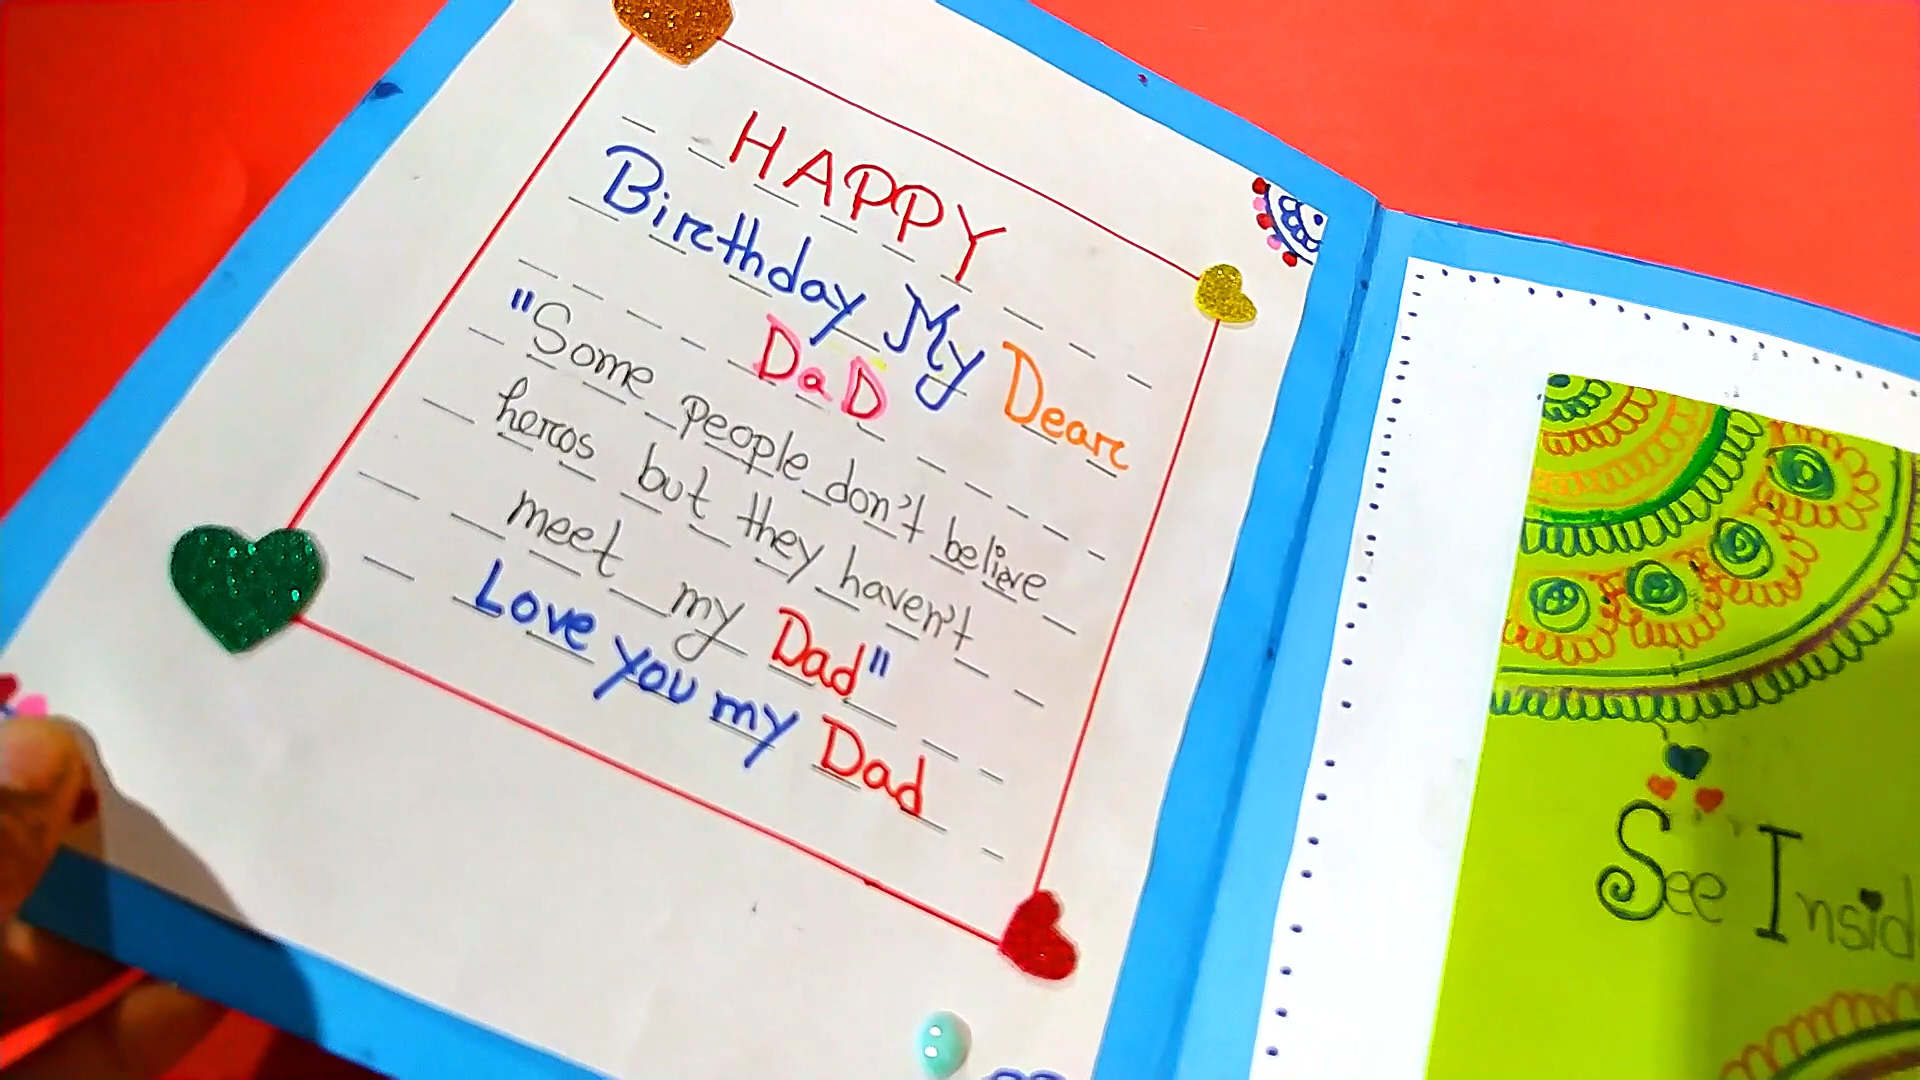 HAPPY
Birthday My Dear
DaD
"Some people don't believe
heros but they haven't
meet my Dad"
Love you my Dad
See Insid